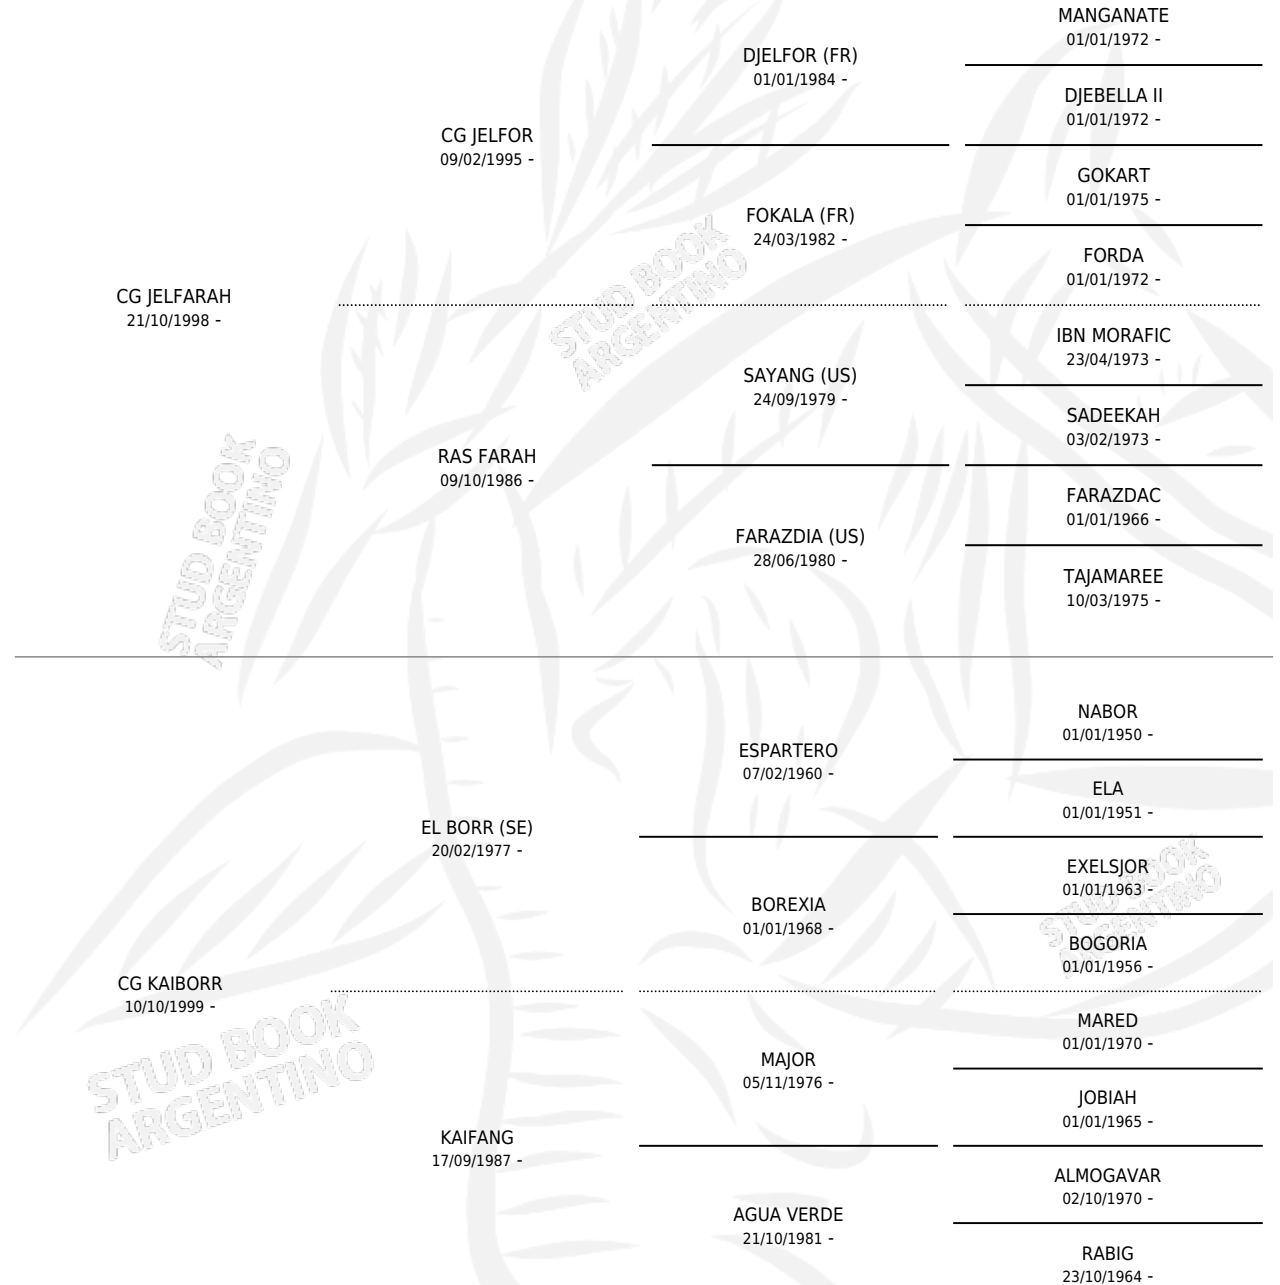 MANGANATE
01/01/1972 -
DJELFOR (FR)
01/01/1984 -
DJEBELLA II
01/01/1972 -
CG JELFOR
09/02/1995 -
GOKART
01/01/1975 -
FOKALA (FR)
24/03/1982 -
FORDA
01/01/1972 -
CG JELFARAH
21/10/1998 -
STUD BOOK
ARGENTINO
IBN MORAFIC
23/04/1973 -
SAYANG (US)
24/09/1979 -
SADEEKAH
03/02/1973 -
RAS FARAH
09/10/1986 -
FARAZDAC
01/01/1966 -
FARAZDIA (US)
28/06/1980 -
TAJAMAREE
10/03/1975 -
STUD BOOK
ARGENTINO
NABOR
01/01/1950 -
ESPARTERO
07/02/1960 -
ELA
01/01/1951 -
EL BORR (SE)
20/02/1977 -
EXELSJOR
01/01/1963 -
BOREXIA
01/01/1968 -
BOGORIA
01/01/1956 -
STUD BOOK
ARGENTINO
CG KAIBORR
10/10/1999 -
MARED
01/01/1970 -
MAJOR
05/11/1976 -
JOBIAH
01/01/1965 -
STUD BOOK
ARGENTINO
KAIFANG
17/09/1987 -
ALMOGAVAR
02/10/1970 -
AGUA VERDE
21/10/1981 -
RABIG
23/10/1964 -